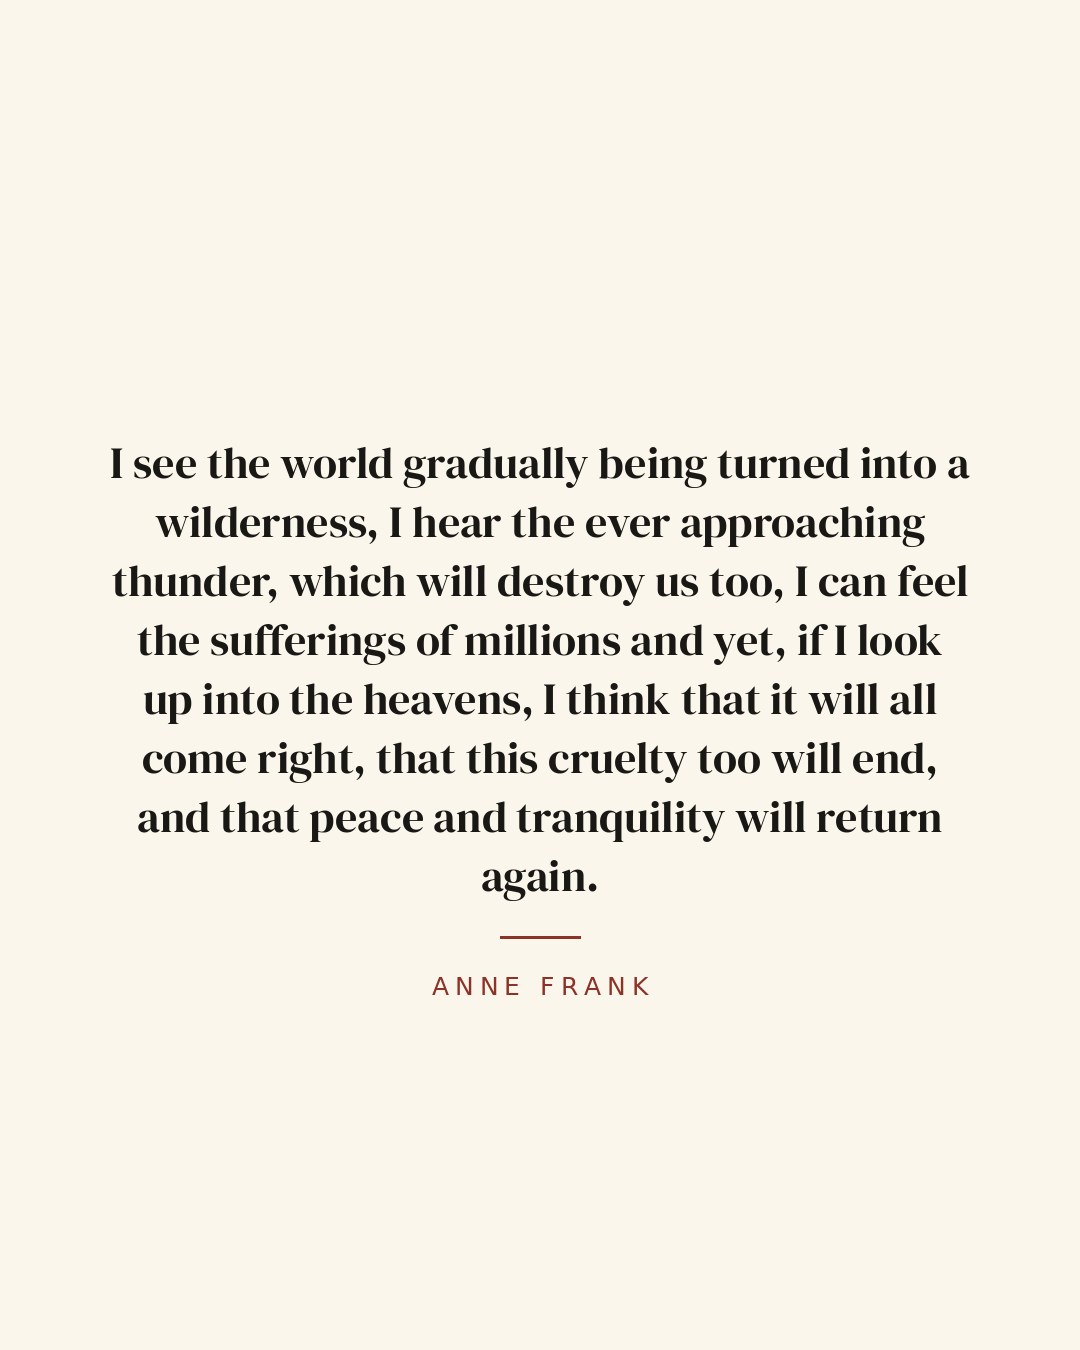 I see the world gradually being turned into a
wilderness, I hear the ever approaching
thunder, which will destroy us too, I can feel
the sufferings of millions and yet, if I look
up into the heavens, I think that it will all
come right, that this cruelty too will end,
and that peace and tranquility will return
again.
ANNE FRANK